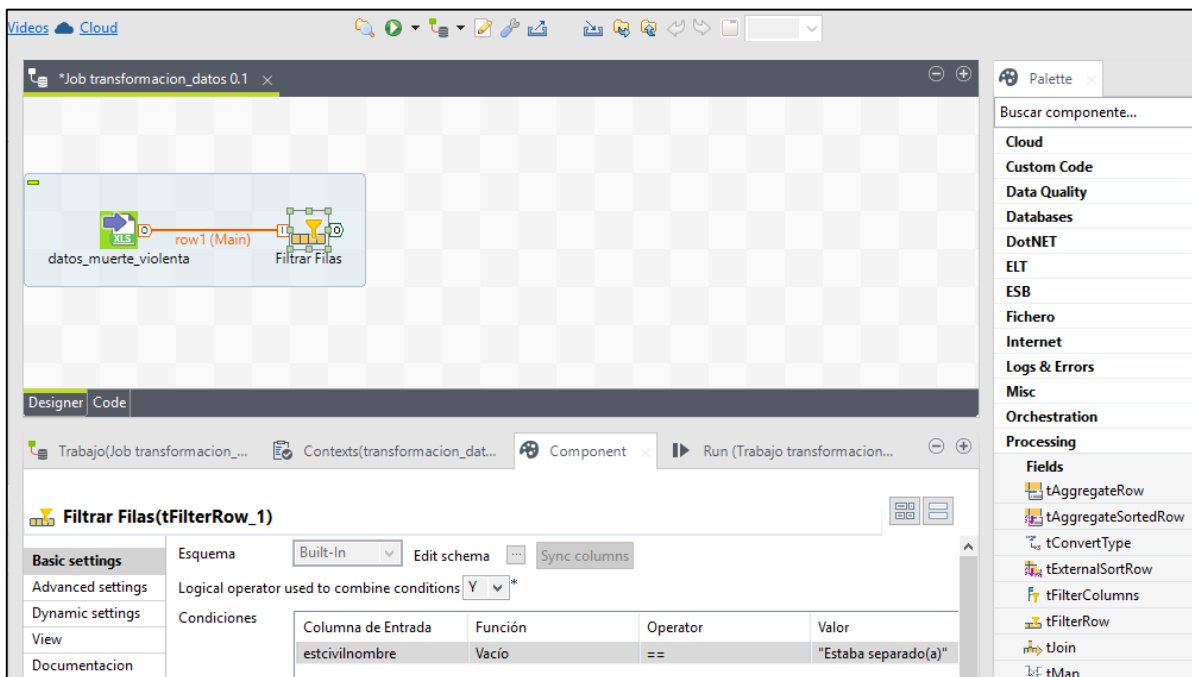 Videos Cloud
*Job transformacion_datos 0.1
Palette
Buscar componente...
Cloud
Custom Code
Data Quality
Databases
DotNET
ELT
ESB
Fichero
Internet
Logs & Errors
Misc
Orchestration
Processing
Fields
tAggregateRow
tAggregateSortedRow
tConvertType
tExternalSortRow
tFilterColumns
tFilterRow
tJoin
tMap
XLS
row1 (Main)
datos_muerte_violenta
Filtrar Filas
Designer Code
Trabajo(Job transformacion_... Contexts(transformacion_dat... Component Run (Trabajo transformacion...
Filtrar Filas(tFilterRow_1)
Basic settings
Advanced settings
Dynamic settings
View
Documentacion
Esquema Built-In Edit schema ... Sync columns
Logical operator used to combine conditions Y *
Condiciones
Columna de Entrada Función Operator Valor
estcivilnombre Vacío == "Estaba separado(a)"